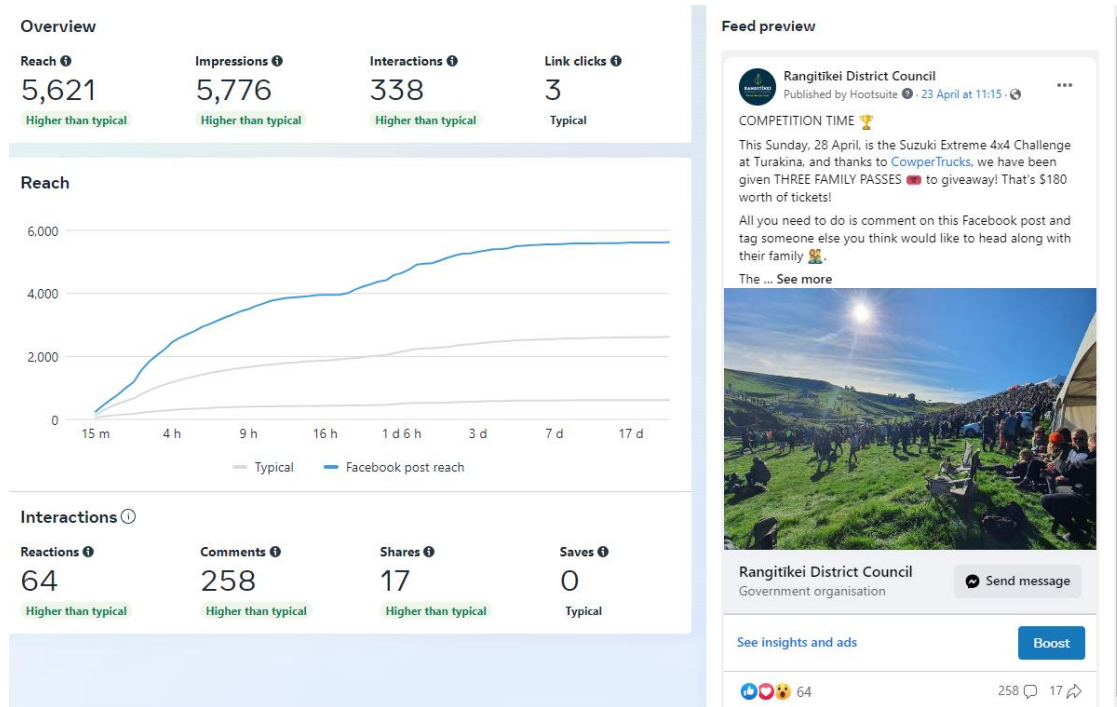 Overview
Reach
5,621
Higher than typical
Impressions
5,776
Higher than typical
Interactions
338
Higher than typical
Link clicks
3
Typical
Reach
6,000
4,000
2,000
0
15 m 4 h 9 h 16 h 1 d 6 h 3 d 7 d 17 d
Typical Facebook post reach
Interactions
Reactions
64
Higher than typical
Comments
258
Higher than typical
Shares
17
Higher than typical
Saves
0
Typical
Feed preview
RANGITĪKEI
Rangitīkei District Council
Published by Hootsuite · 23 April at 11:15 ·
COMPETITION TIME 🏆
This Sunday, 28 April, is the Suzuki Extreme 4x4 Challenge
at Turakina, and thanks to CowperTrucks, we have been
given THREE FAMILY PASSES 🎟️ to giveaway! That's $180
worth of tickets!
All you need to do is comment on this Facebook post and
tag someone else you think would like to head along with
their family 👨‍👩‍👧‍👦.
The ... See more
Rangitīkei District Council
Government organisation
Send message
See insights and ads
Boost
64
258 17